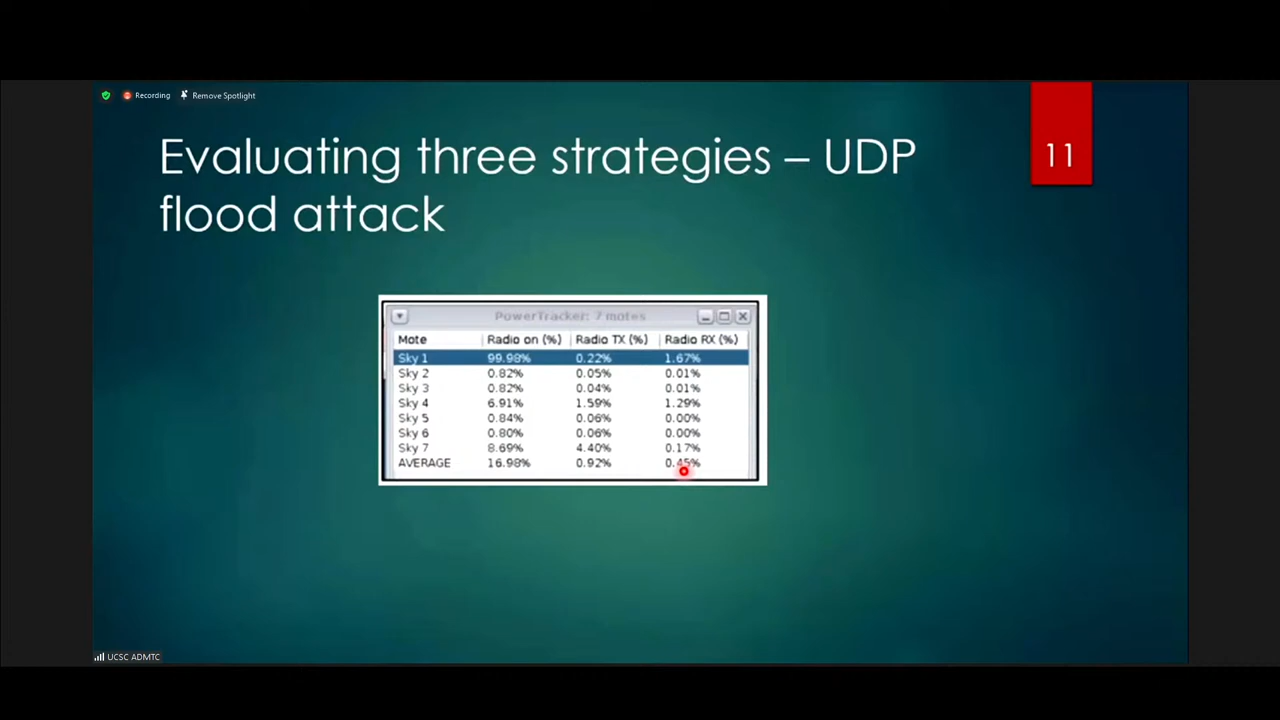 Recording Remove Spotlight
Evaluating three strategies – UDP
flood attack
11
PowerTracker: 7 motes
Mote Radio on (%) Radio TX (%) Radio RX (%)
Sky 1 99.98% 0.22% 1.67%
Sky 2 0.82% 0.05% 0.01%
Sky 3 0.82% 0.04% 0.01%
Sky 4 6.91% 1.59% 1.29%
Sky 5 0.84% 0.06% 0.00%
Sky 6 0.80% 0.06% 0.00%
Sky 7 8.69% 4.40% 0.17%
AVERAGE 16.98% 0.92% 0.45%
UCSC ADMTC